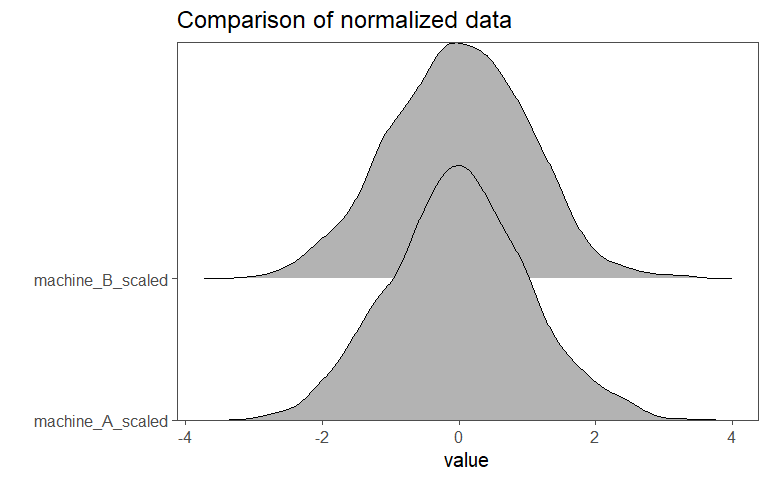 Comparison of normalized data
machine_B_scaled
machine_A_scaled
-4 -2 0 2 4
value